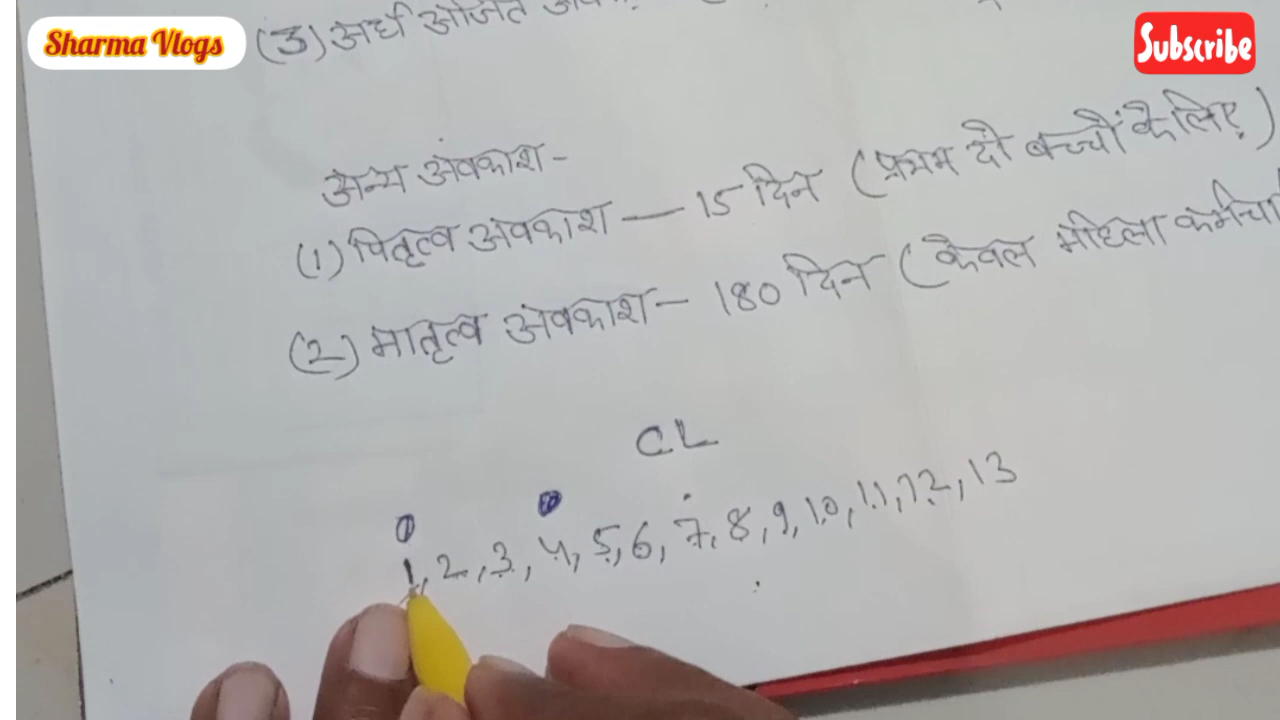 Sharma Vlogs
Subscribe
(3) अर्ध अर्जित
अन्य अवकाश-
(1) पितृत्व अवकाश — 15 दिन (प्रथम दो बच्चों के लिए)
(2) मातृत्व अवकाश- 180 दिन (केवल महिला
CL
1, 2, 3, 4, 5, 6, 7, 8, 9, 10, 11, 12, 13